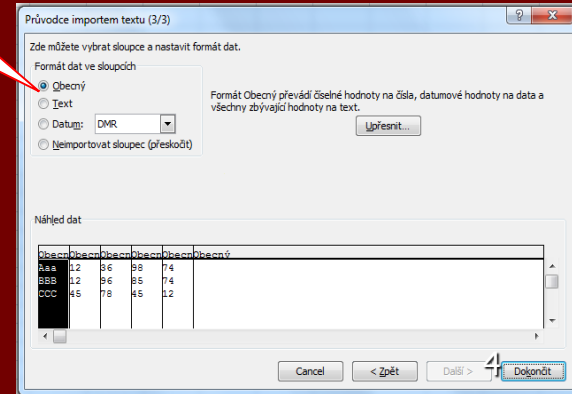 Průvodce importem textu (3/3)
Zde můžete vybrat sloupce a nastavit formát dat.
Formát dat ve sloupcích
Obecný
Text
Datum: DMR
Neimportovat sloupec (přeskočit)
Formát Obecný převádí číselné hodnoty na čísla, datumové hodnoty na data a
všechny zbývající hodnoty na text.
Upřesnit...
Náhled dat
Obecn Obecn Obecn Obecn Obecn Obecný
Aaa 12 36 98 74
BBB 12 96 85 74
CCC 45 78 45 12
Cancel < Zpět Další > 4 Dokončit